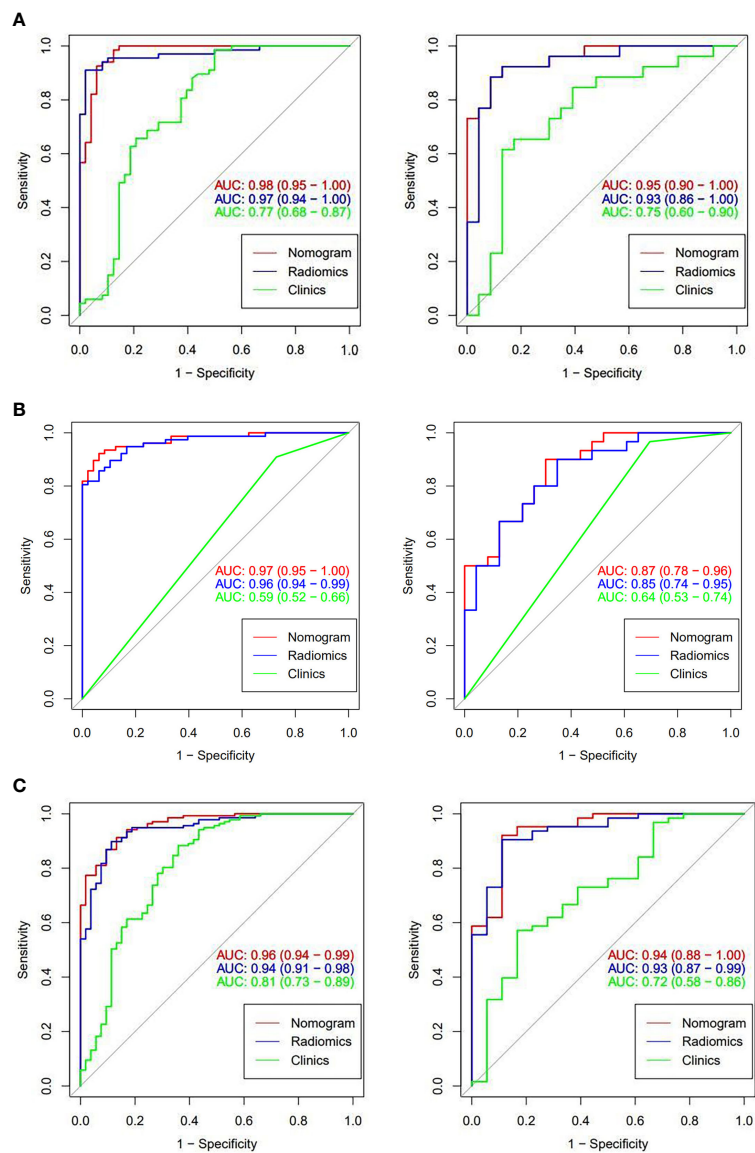 A
Sensitivity
0.0 0.2 0.4 0.6 0.8 1.0
AUC: 0.98 (0.95 − 1.00)
AUC: 0.97 (0.94 − 1.00)
AUC: 0.77 (0.68 − 0.87)
Nomogram
Radiomics
Clinics
0.0 0.2 0.4 0.6 0.8 1.0
1 − Specificity
Sensitivity
0.0 0.2 0.4 0.6 0.8 1.0
AUC: 0.95 (0.90 − 1.00)
AUC: 0.93 (0.86 − 1.00)
AUC: 0.75 (0.60 − 0.90)
Nomogram
Radiomics
Clinics
0.0 0.2 0.4 0.6 0.8 1.0
1 − Specificity
B
Sensitivity
0.0 0.2 0.4 0.6 0.8 1.0
AUC: 0.97 (0.95 − 1.00)
AUC: 0.96 (0.94 − 0.99)
AUC: 0.59 (0.52 − 0.66)
Nomogram
Radiomics
Clinics
0.0 0.2 0.4 0.6 0.8 1.0
1 − Specificity
Sensitivity
0.0 0.2 0.4 0.6 0.8 1.0
AUC: 0.87 (0.78 − 0.96)
AUC: 0.85 (0.74 − 0.95)
AUC: 0.64 (0.53 − 0.74)
Nomogram
Radiomics
Clinics
0.0 0.2 0.4 0.6 0.8 1.0
1 − Specificity
C
Sensitivity
0.0 0.2 0.4 0.6 0.8 1.0
AUC: 0.96 (0.94 − 0.99)
AUC: 0.94 (0.91 − 0.98)
AUC: 0.81 (0.73 − 0.89)
Nomogram
Radiomics
Clinics
0.0 0.2 0.4 0.6 0.8 1.0
1 − Specificity
Sensitivity
0.0 0.2 0.4 0.6 0.8 1.0
AUC: 0.94 (0.88 − 1.00)
AUC: 0.93 (0.87 − 0.99)
AUC: 0.72 (0.58 − 0.86)
Nomogram
Radiomics
Clinics
0.0 0.2 0.4 0.6 0.8 1.0
1 − Specificity